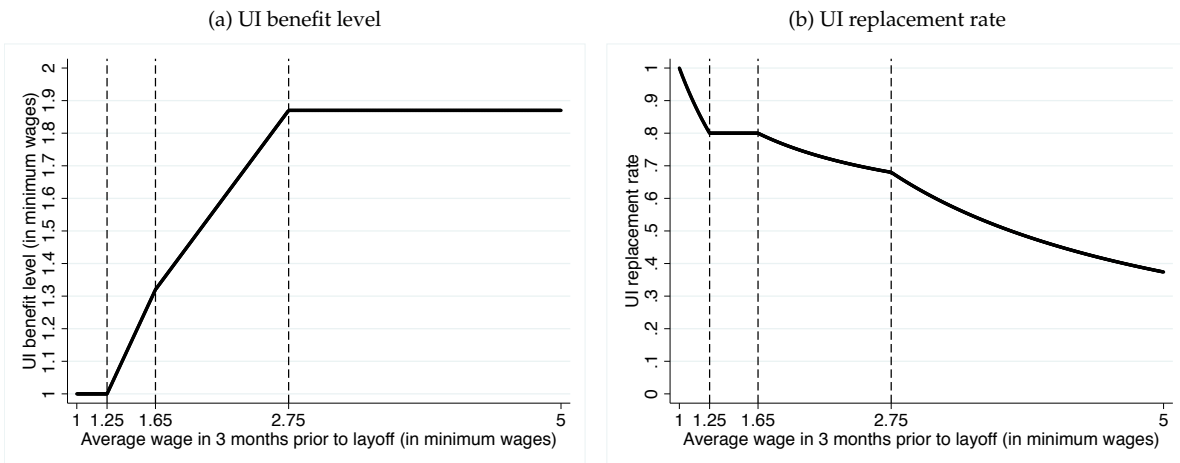 (a) UI benefit level
UI benefit level (in minimum wages)
2
1.9
1.8
1.7
1.6
1.5
1.4
1.3
1.2
1.1
1
1 1.25 1.65 2.75 5
Average wage in 3 months prior to layoff (in minimum wages)
(b) UI replacement rate
UI replacement rate
1
.9
.8
.7
.6
.5
.4
.3
.2
.1
0
1 1.25 1.65 2.75 5
Average wage in 3 months prior to layoff (in minimum wages)